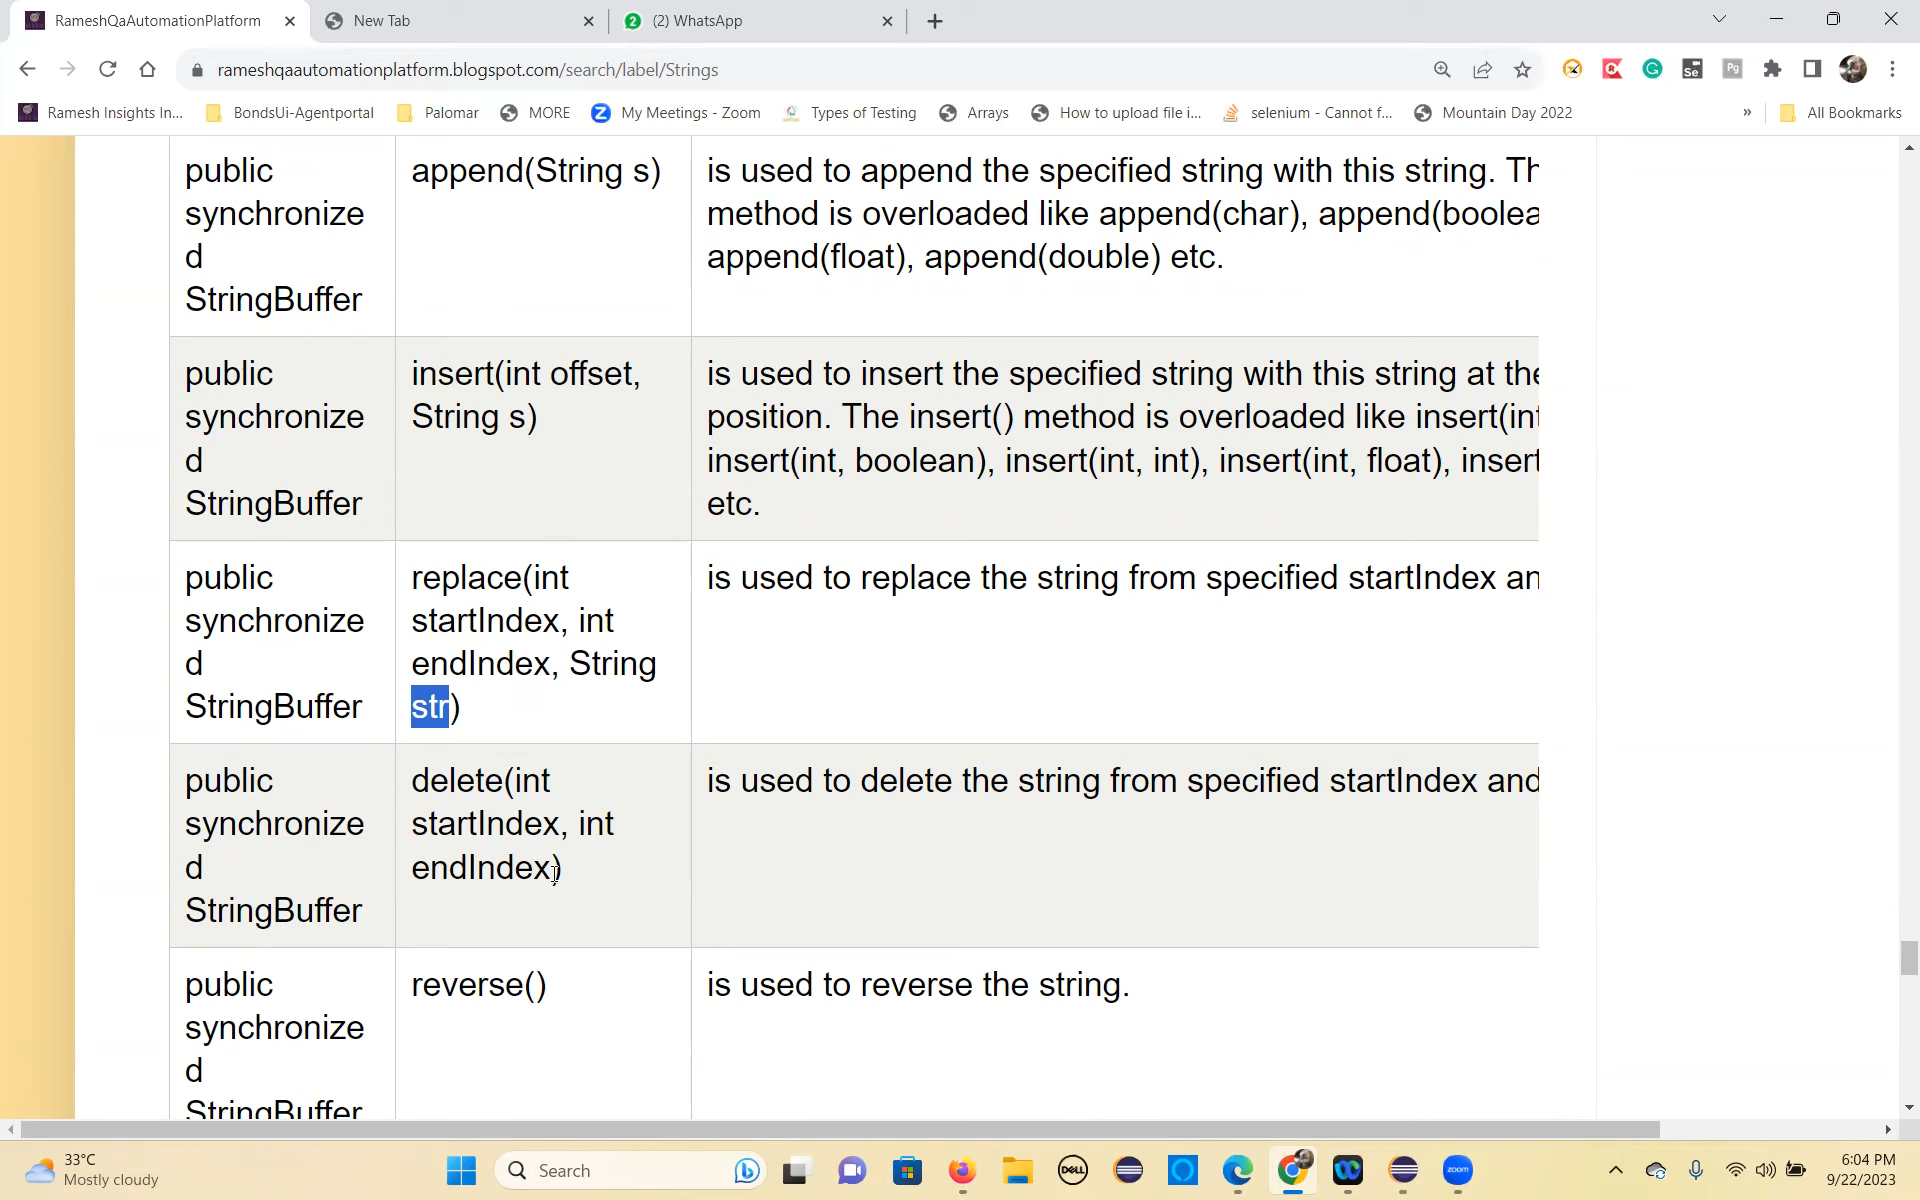 RameshQaAutomationPlatform
New Tab
(2) WhatsApp
rameshqaautomationplatform.blogspot.com/search/label/Strings
Ramesh Insights In...
BondsUi-Agentportal
Palomar
MORE
My Meetings - Zoom
Types of Testing
Arrays
How to upload file i...
selenium - Cannot f...
Mountain Day 2022
»
All Bookmarks
public
synchronize
d
StringBuffer
append(String s)
is used to append the specified string with this string. Th
method is overloaded like append(char), append(boolea
append(float), append(double) etc.
public
synchronize
d
StringBuffer
insert(int offset,
String s)
is used to insert the specified string with this string at the
position. The insert() method is overloaded like insert(int
insert(int, boolean), insert(int, int), insert(int, float), insert
etc.
public
synchronize
d
StringBuffer
replace(int
startIndex, int
endIndex, String
str)
is used to replace the string from specified startIndex an
public
synchronize
d
StringBuffer
delete(int
startIndex, int
endIndex)
is used to delete the string from specified startIndex and
public
synchronize
d
StringBuffer
reverse()
is used to reverse the string.
33°C
Mostly cloudy
Search
DELL
zoom
6:04 PM
9/22/2023